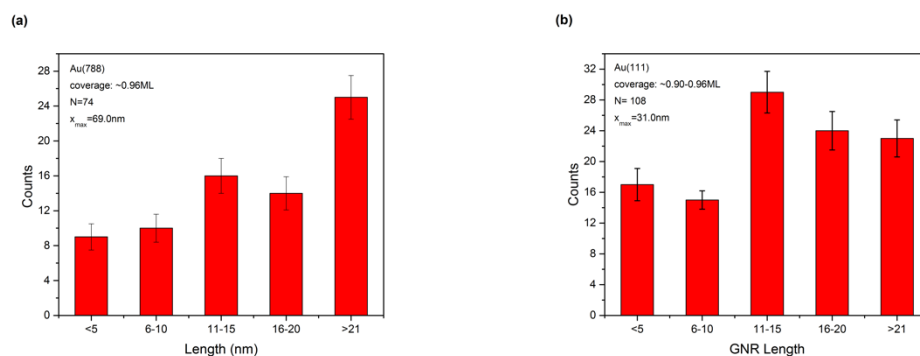 (a)
Au(788)
coverage: ~0.96ML
N=74
xmax=69.0nm
28
24
20
16
12
8
4
0
Counts
<5 6-10 11-15 16-20 >21
Length (nm)
(b)
Au(111)
coverage: ~0.90-0.96ML
N= 108
xmax=31.0nm
32
28
24
20
16
12
8
4
0
Counts
<5 6-10 11-15 16-20 >21
GNR Length